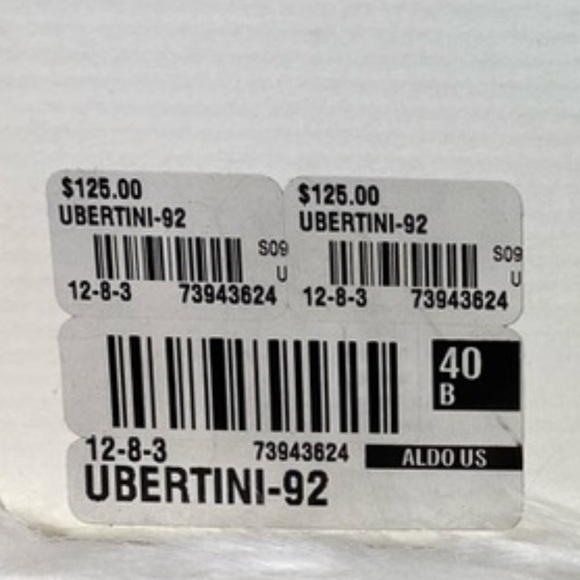 $125.00
UBERTINI-92
S09
U
12-8-3 73943624
$125.00
UBERTINI-92
S09
U
12-8-3 73943624
40
B
12-8-3 73943624 ALDO US
UBERTINI-92